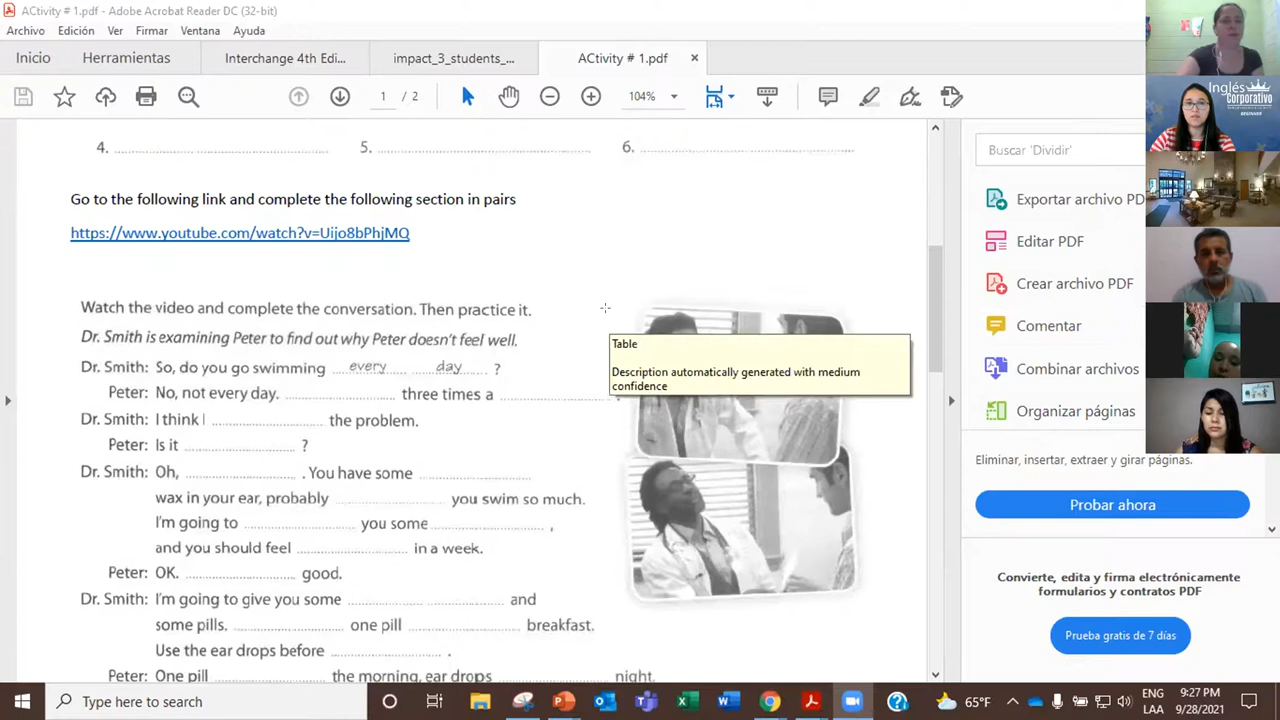 ACtivity # 1.pdf - Adobe Acrobat Reader DC (32-bit)
Archivo Edición Ver Firmar Ventana Ayuda
Inicio Herramientas Interchange 4th Edi... impact_3_students_... ACtivity # 1.pdf ×
1 / 2 104%
4. 5. 6.
Go to the following link and complete the following section in pairs
https://www.youtube.com/watch?v=Uijo8bPhjMQ
Watch the video and complete the conversation. Then practice it.
Dr. Smith is examining Peter to find out why Peter doesn't feel well.
Dr. Smith: So, do you go swimming every day ?
Peter: No, not every day. three times a
Dr. Smith: I think I the problem.
Peter: Is it ?
Dr. Smith: Oh, . You have some
wax in your ear, probably you swim so much.
I'm going to you some ,
and you should feel in a week.
Peter: OK. good.
Dr. Smith: I'm going to give you some and
some pills. one pill breakfast.
Use the ear drops before .
Peter: One pill the morning, ear drops night.
Table
Description automatically generated with medium
confidence
Buscar 'Dividir'
Exportar archivo PD
Editar PDF
Crear archivo PDF
Comentar
Combinar archivos
Organizar páginas
Eliminar, insertar, extraer y girar páginas.
Probar ahora
Convierte, edita y firma electrónicamente
formularios y contratos PDF
Prueba gratis de 7 días
Inglés
Corporativo
BEGINNER
Type here to search
65°F
ENG
LAA
9:27 PM
9/28/2021